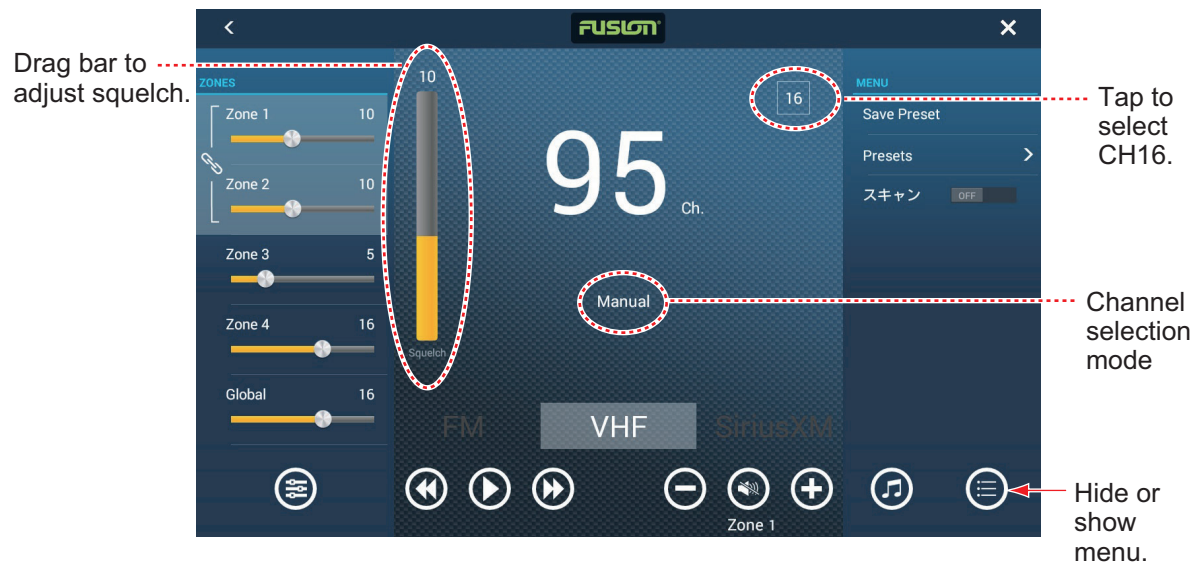 FUSION
Drag bar to
adjust squelch.
ZONES
Zone 1 10
Zone 2 10
Zone 3 5
Zone 4 16
Global 16
10
Squelch
16
95 Ch.
Manual
FM VHF SiriusXM
Zone 1
MENU
Save Preset
Presets
スキャン OFF
Tap to
select
CH16.
Channel
selection
mode
Hide or
show
menu.